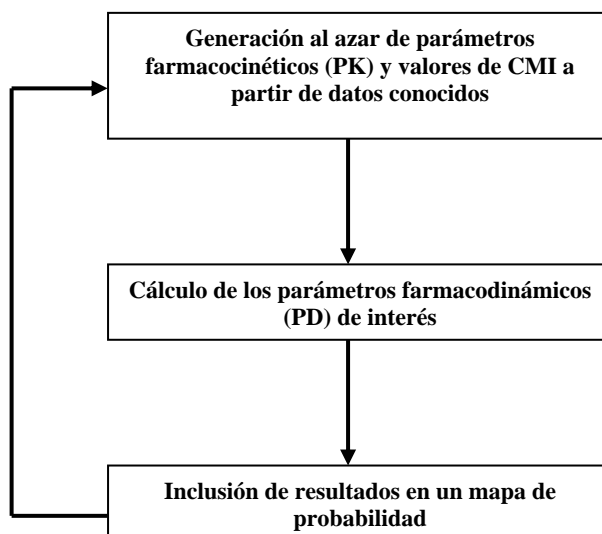 Generación al azar de parámetros
farmacocinéticos (PK) y valores de CMI a
partir de datos conocidos
Cálculo de los parámetros farmacodinámicos
(PD) de interés
Inclusión de resultados en un mapa de
probabilidad